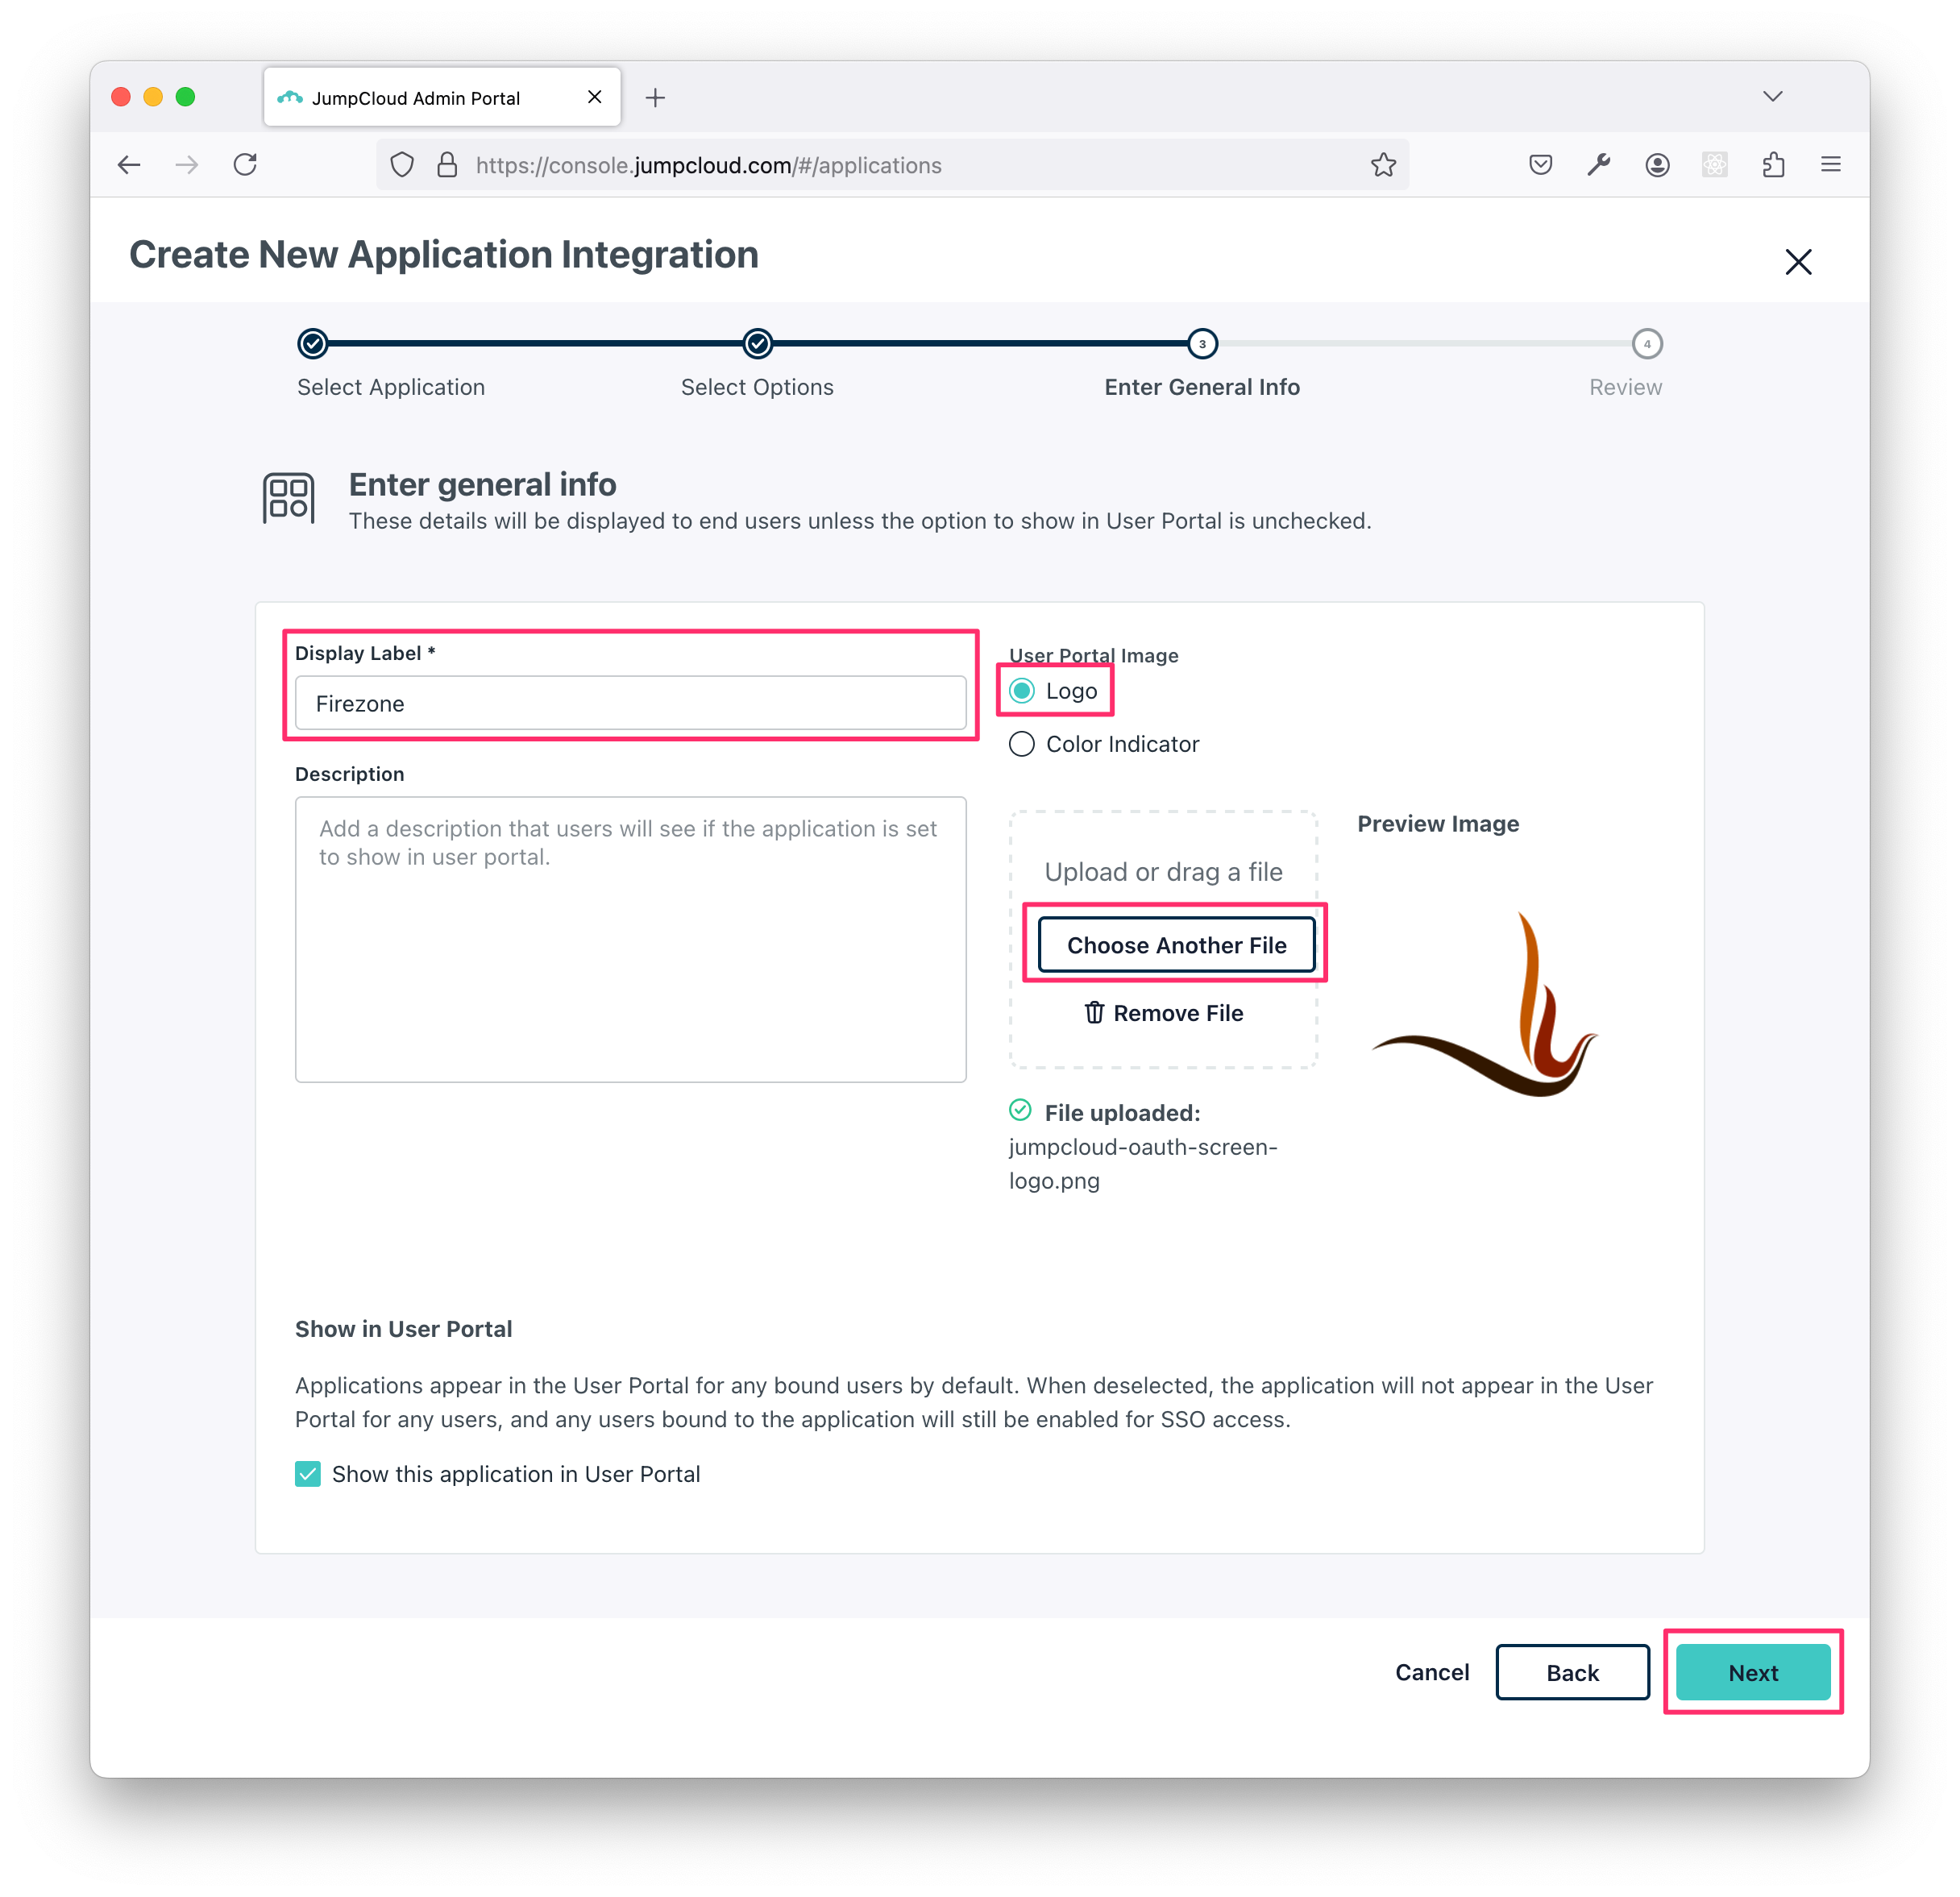 JumpCloud Admin Portal
https://console.jumpcloud.com/#/applications
Create New Application Integration
3
4
Select Application
Select Options
Enter General Info
Review
Enter general info
These details will be displayed to end users unless the option to show in User Portal is unchecked.
Display Label *
Firezone
Description
Add a description that users will see if the application is set
to show in user portal.
User Portal Image
Logo
Color Indicator
Upload or drag a file
Choose Another File
Remove File
File uploaded:
jumpcloud-oauth-screen-
logo.png
Preview Image
Show in User Portal
Applications appear in the User Portal for any bound users by default. When deselected, the application will not appear in the User
Portal for any users, and any users bound to the application will still be enabled for SSO access.
Show this application in User Portal
Cancel
Back
Next